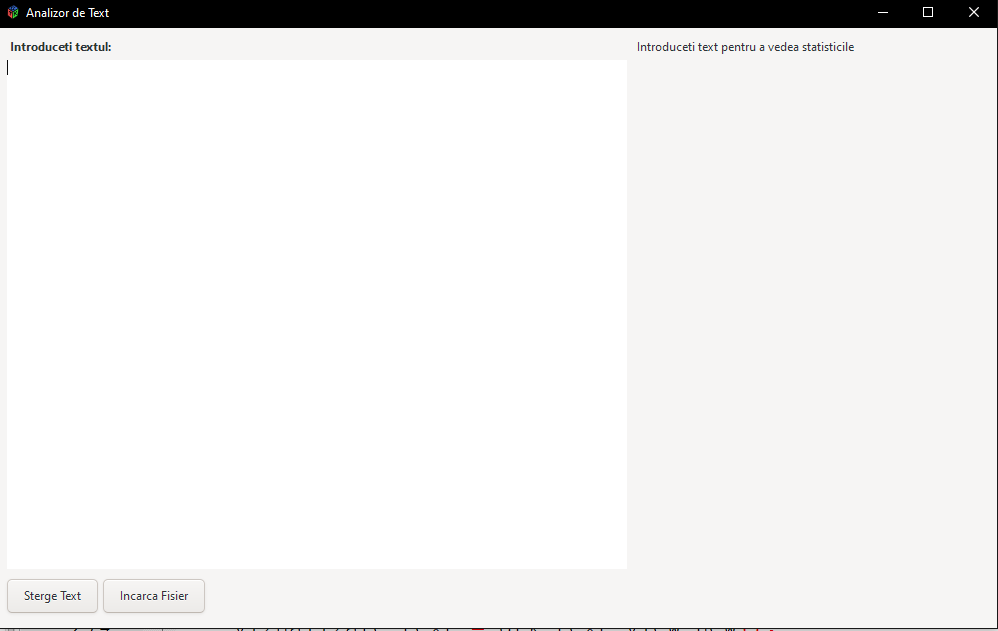 Analizor de Text
Introduceti textul:
Introduceti text pentru a vedea statisticile
Sterge Text
Incarca Fisier